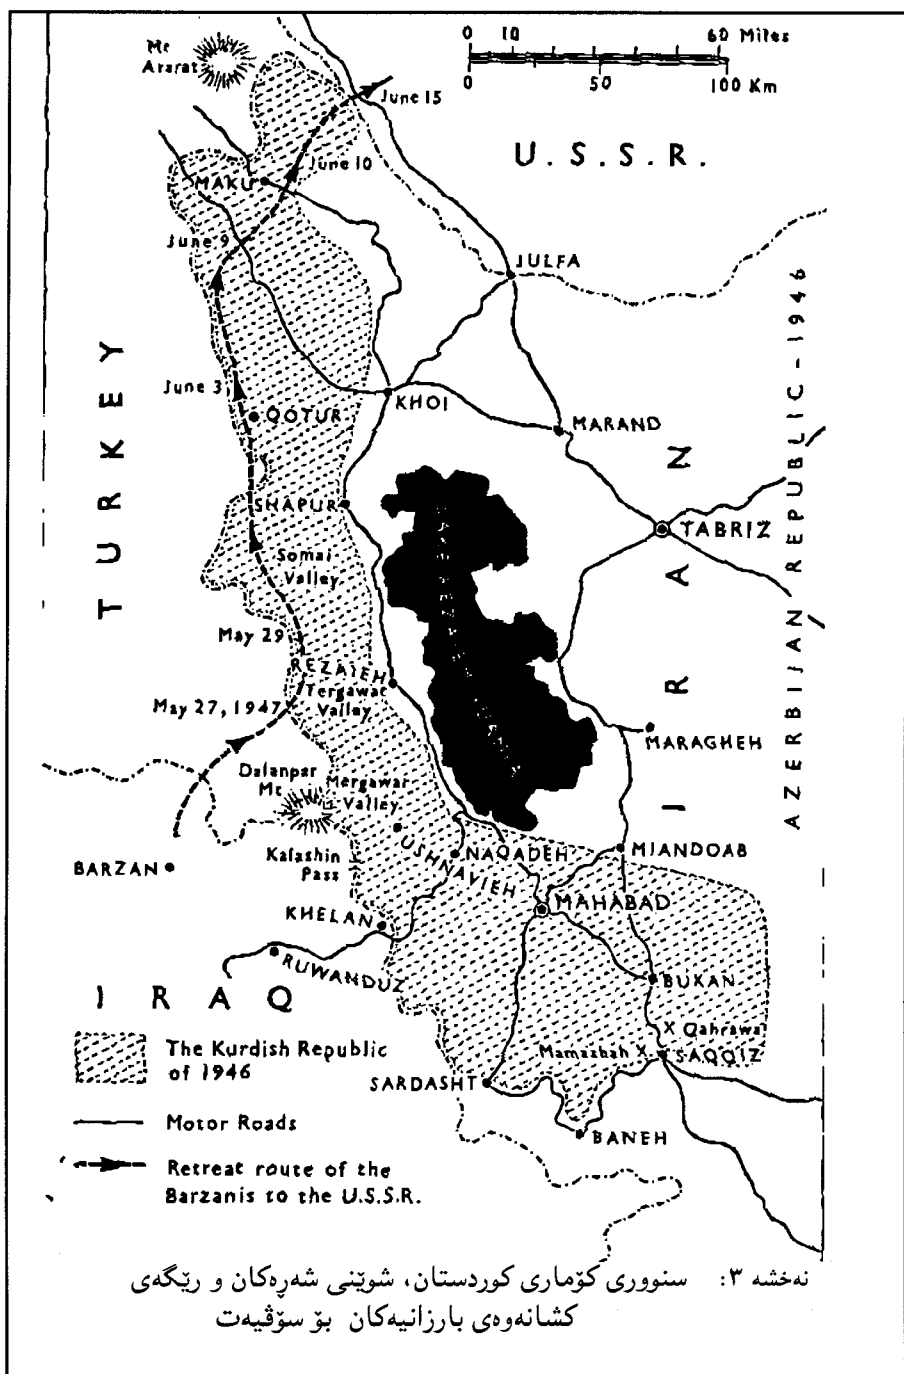 0 10 60 Miles
0 50 100 Km
Mt
Ararat
June 15
U.S.S.R.
June 10
MAKU
June 9
JULFA
TURKEY
June 3
QOTUR
KHOI
MARAND
SHAPUR
TABRIZ
IRAN
AZERBIJAN REPUBLIC-1946
Somai
Valley
May 29
REZAIEH
Tergawar
Valley
May 27, 1947
MARAGHEH
Dalanpar
Mt
Mergawar
Valley
BARZAN
Kalashin
Pass
USHNAVIEH
NAQADEH
MIANDOAB
MAHABAD
KHELAN
RUWANDUZ
BUKAN
IRAQ
X Qahrawa
Mamashah X
SAQQIZ
The Kurdish Republic
of 1946
SARDASHT
Motor Roads
BANEH
Retreat route of the
Barzanis to the U.S.S.R.
نەخشە ٣: سنووری کۆماری کوردستان، شوێنی شەڕەکان و ڕێگەی
کشانەوەی بارزانیەکان بۆ سۆڤیەت